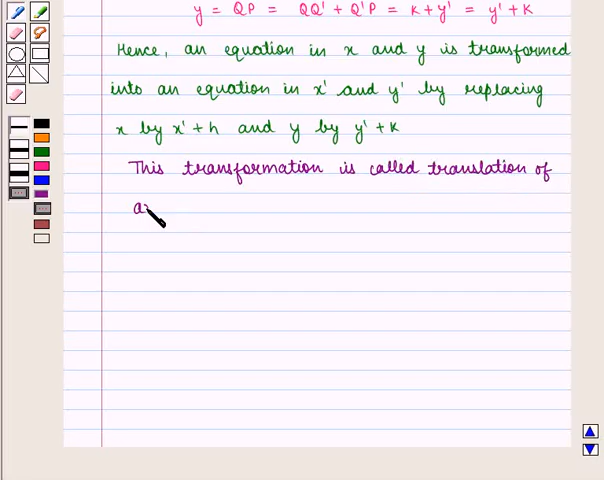 y = QP = QQ' + Q'P = K + y' = y' + K
Hence, an equation in x and y is transformed
into an equation in x' and y' by replacing
x by x' + h and y by y' + K
This transformation is called translation of